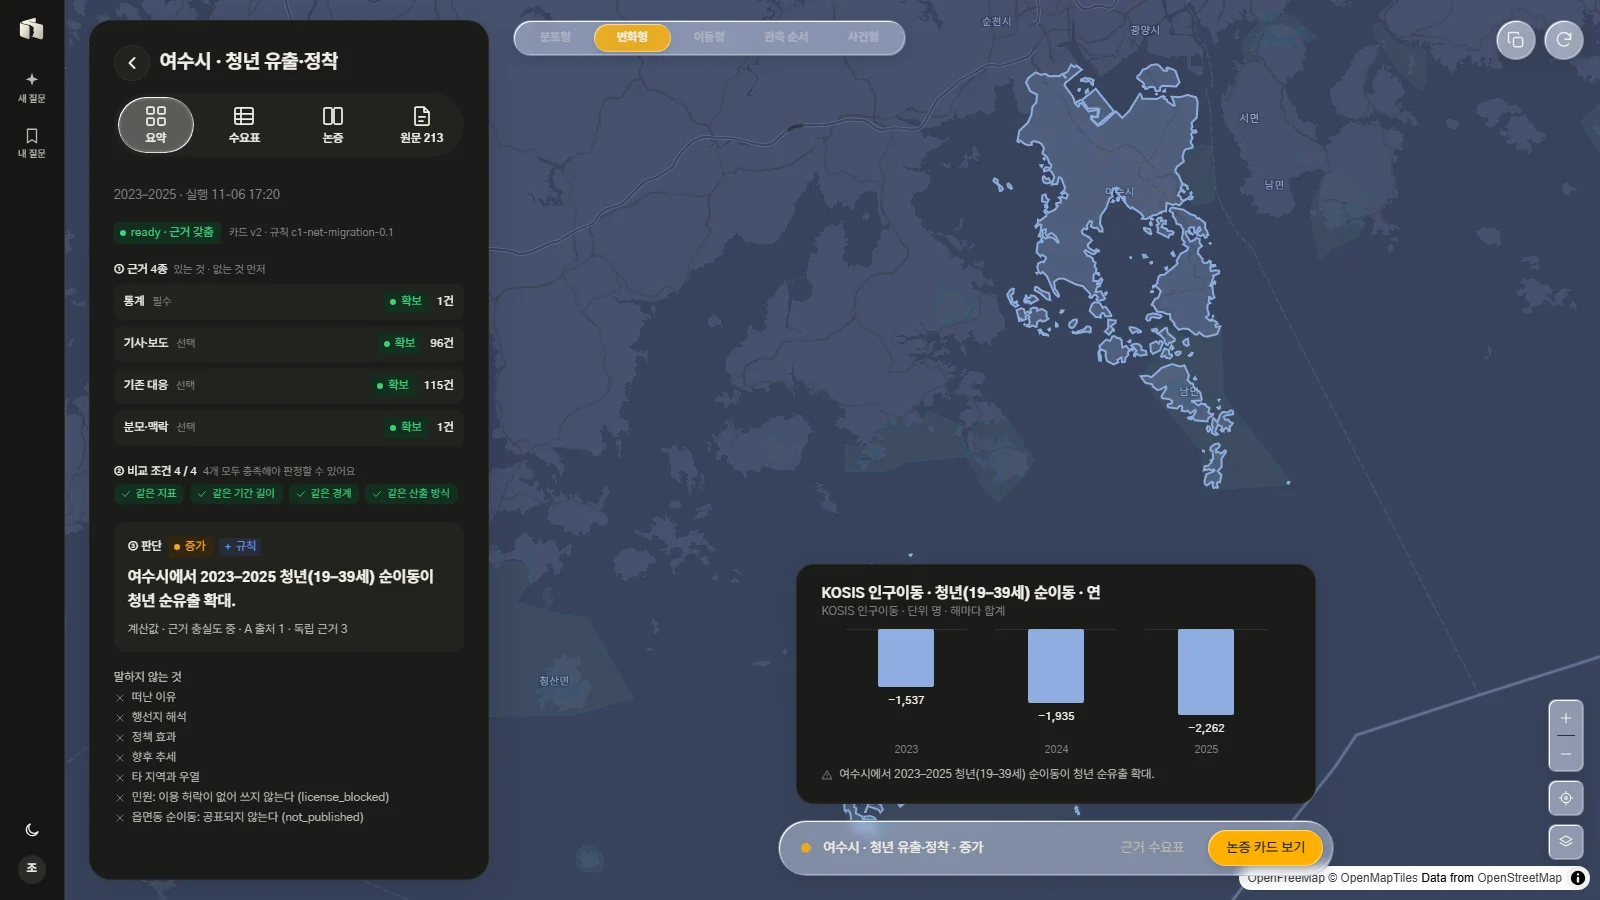 새 질문
내 질문
조
여수시 · 청년 유출·정착
요약
수요표
논증
원문 213
2023–2025 · 실행 11-06 17:20
ready · 근거 갖춤
카드 v2 · 규칙 c1-net-migration-0.1
① 근거 4종 있는 것 · 없는 것 먼저
통계 필수 확보 1건
기사·보도 선택 확보 96건
기존 대응 선택 확보 115건
분모·맥락 선택 확보 1건
② 비교 조건 4 / 4 4개 모두 충족해야 판정할 수 있어요
같은 지표
같은 기간 길이
같은 경계
같은 산출 방식
③ 판단 증가 + 규칙
여수시에서 2023–2025 청년(19–39세) 순이동이
청년 순유출 확대.
계산값 · 근거 충실도 중 · A 출처 1 · 독립 근거 3
말하지 않는 것
떠난 이유
행선지 해석
정책 효과
향후 추세
타 지역과 우열
민원: 이용 허락이 없어 쓰지 않는다 (license_blocked)
읍면동 순이동: 공표되지 않는다 (not_published)
분포형
변화형
이동형
관측 순서
사건형
순천시
광양시
서면
남면
여수시
남면
청산면
KOSIS 인구이동 · 청년(19–39세) 순이동 · 연
KOSIS 인구이동 · 단위 명 · 해마다 합계
−1,537
−1,935
−2,262
2023
2024
2025
여수시에서 2023–2025 청년(19–39세) 순이동이 청년 순유출 확대.
여수시 · 청년 유출·정착 · 증가
근거 수요표
논증 카드 보기
OpenFreeMap © OpenMapTiles Data from OpenStreetMap